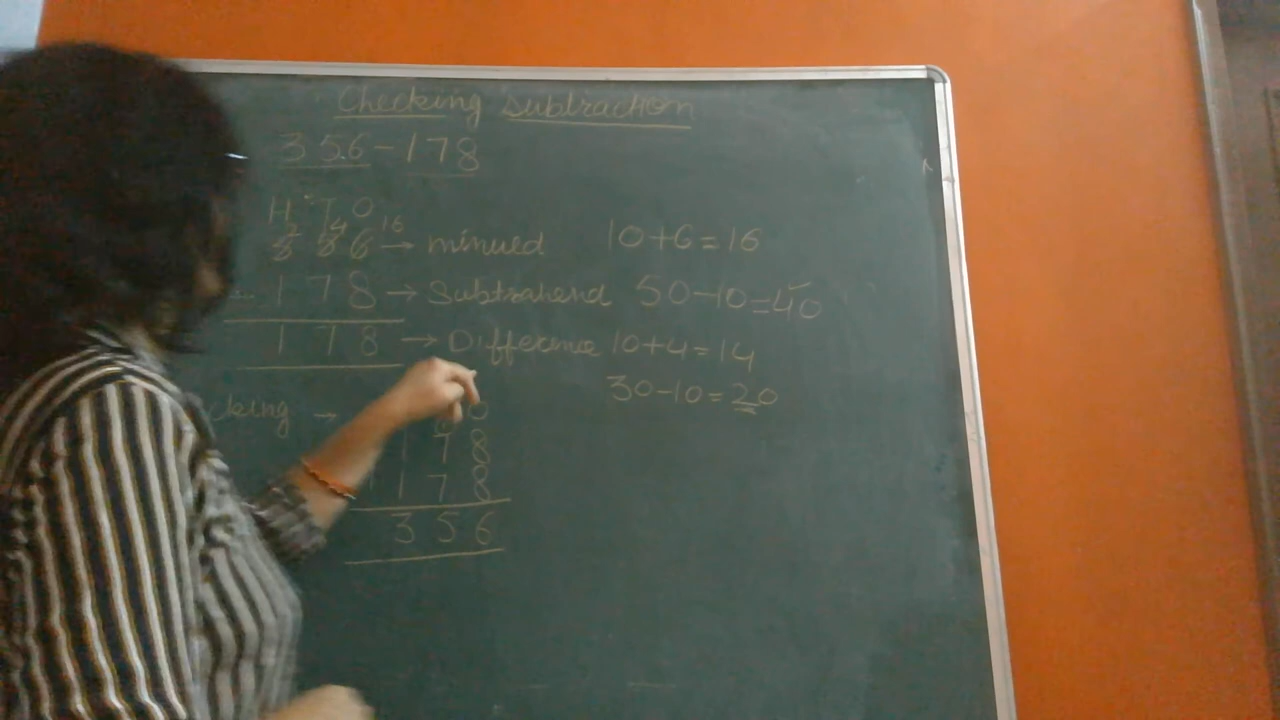 Checking Subtraction
356-178
H T O
2 4 16
3 5 6 → minued 10+6=16
- 1 7 8 → Subtrahend 50-10=40
1 7 8 → Difference 10+4=14
30-10=20
cking → O
1 7 8
1 7 8
3 5 6